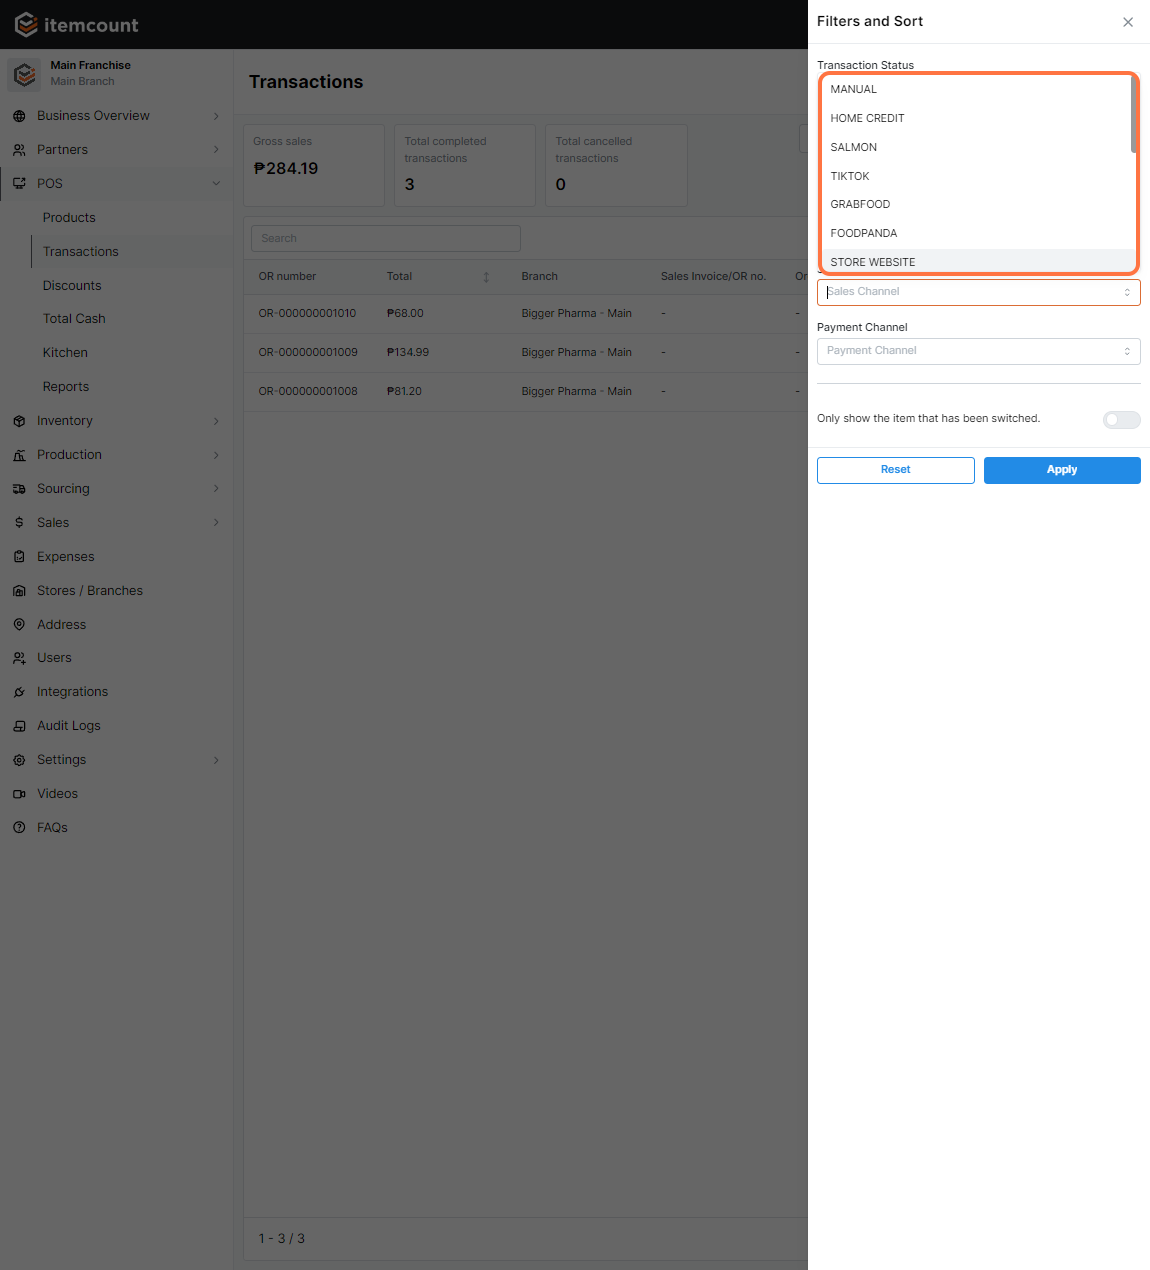 itemcount
Main Franchise
Main Branch
Business Overview
Partners
POS
Products
Transactions
Discounts
Total Cash
Kitchen
Reports
Inventory
Production
Sourcing
Sales
Expenses
Stores / Branches
Address
Users
Integrations
Audit Logs
Settings
Videos
FAQs
Transactions
Gross sales
₱284.19
Total completed
transactions
3
Total cancelled
transactions
0
Search
OR number Total Branch Sales Invoice/OR no. Or
OR-000000001010 ₱68.00 Bigger Pharma - Main - -
OR-000000001009 ₱134.99 Bigger Pharma - Main - -
OR-000000001008 ₱81.20 Bigger Pharma - Main - -
1 - 3 / 3
Filters and Sort
Transaction Status
MANUAL
HOME CREDIT
SALMON
TIKTOK
GRABFOOD
FOODPANDA
STORE WEBSITE
Sales Channel
Payment Channel
Payment Channel
Only show the item that has been switched.
Reset
Apply